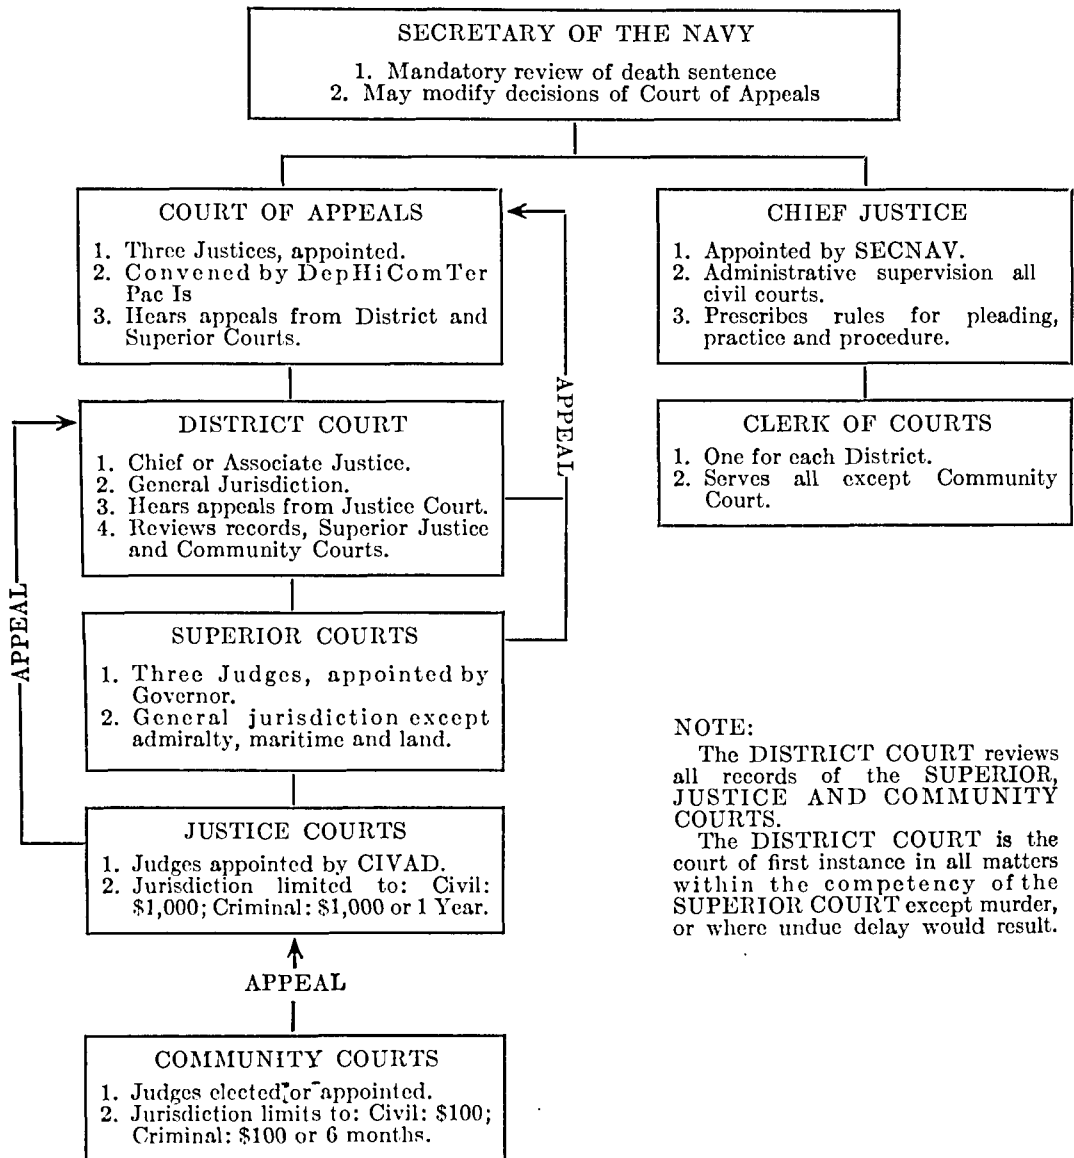 SECRETARY OF THE NAVY
1. Mandatory review of death sentence
2. May modify decisions of Court of Appeals
COURT OF APPEALS
1. Three Justices, appointed.
2. Convened by DepHiComTer
Pac Is
3. Hears appeals from District and
Superior Courts.
CHIEF JUSTICE
1. Appointed by SECNAV.
2. Administrative supervision all
civil courts.
3. Prescribes rules for pleading,
practice and procedure.
APPEAL
DISTRICT COURT
1. Chief or Associate Justice.
2. General Jurisdiction.
3. Hears appeals from Justice Court.
4. Reviews records, Superior Justice
and Community Courts.
CLERK OF COURTS
1. One for each District.
2. Serves all except Community
Court.
APPEAL
SUPERIOR COURTS
1. Three Judges, appointed by
Governor.
2. General jurisdiction except
admiralty, maritime and land.
JUSTICE COURTS
1. Judges appointed by CIVAD.
2. Jurisdiction limited to: Civil:
$1,000; Criminal: $1,000 or 1 Year.
APPEAL
COMMUNITY COURTS
1. Judges elected or appointed.
2. Jurisdiction limits to: Civil: $100;
Criminal: $100 or 6 months.
NOTE:
The DISTRICT COURT reviews
all records of the SUPERIOR,
JUSTICE AND COMMUNITY
COURTS.
The DISTRICT COURT is the
court of first instance in all matters
within the competency of the
SUPERIOR COURT except murder,
or where undue delay would result.